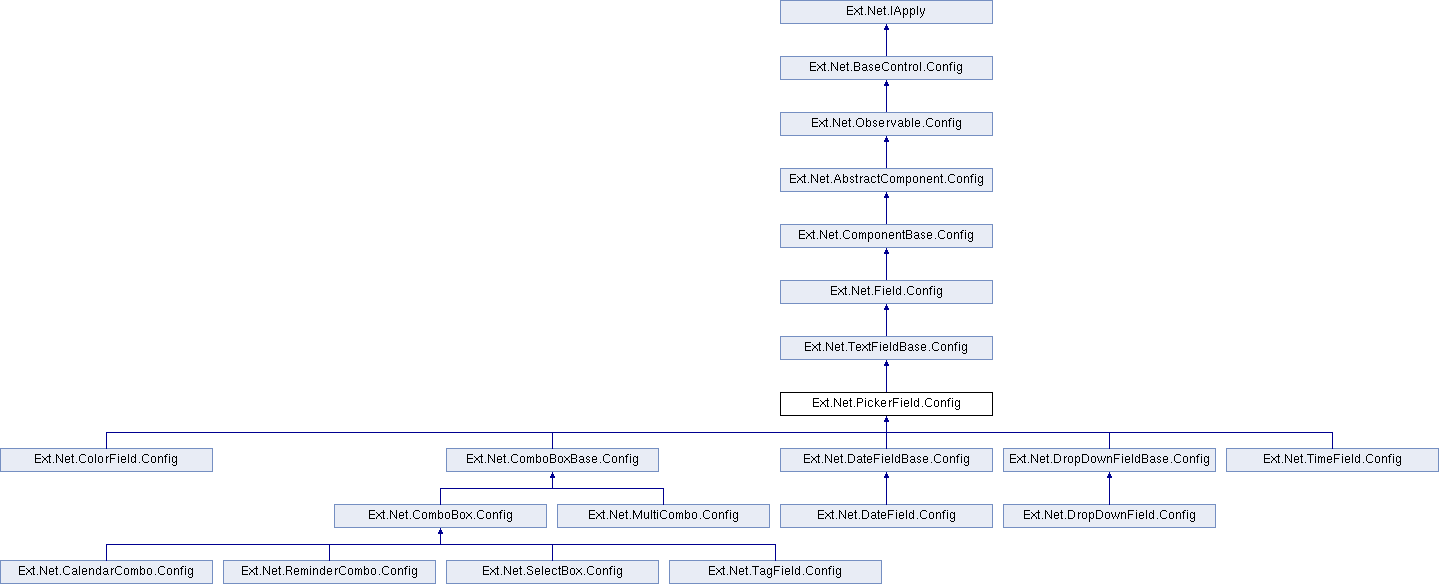 Ext.Net.IApply
Ext.Net.BaseControl.Config
Ext.Net.Observable.Config
Ext.Net.AbstractComponent.Config
Ext.Net.ComponentBase.Config
Ext.Net.Field.Config
Ext.Net.TextFieldBase.Config
Ext.Net.PickerField.Config
Ext.Net.ColorField.Config
Ext.Net.ComboBoxBase.Config
Ext.Net.DateFieldBase.Config
Ext.Net.DropDownFieldBase.Config
Ext.Net.TimeField.Config
Ext.Net.ComboBox.Config
Ext.Net.MultiCombo.Config
Ext.Net.DateField.Config
Ext.Net.DropDownField.Config
Ext.Net.CalendarCombo.Config
Ext.Net.ReminderCombo.Config
Ext.Net.SelectBox.Config
Ext.Net.TagField.Config